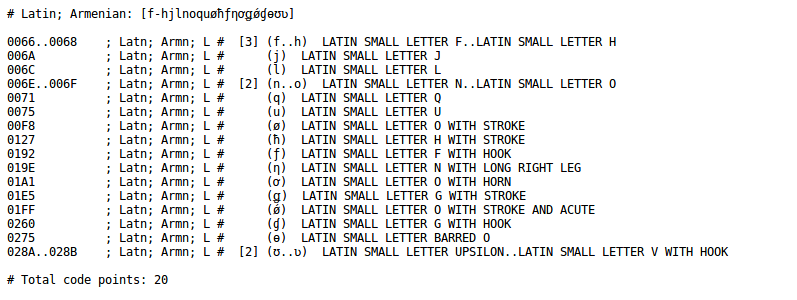 # Latin; Armenian: [f-hjlnoquøħƒƞơǥǿɠɵʊʋ]
0066..0068    ; Latn; Armn; L #  [3] (f..h)  LATIN SMALL LETTER F..LATIN SMALL LETTER H
006A          ; Latn; Armn; L #      (j)  LATIN SMALL LETTER J
006C          ; Latn; Armn; L #      (l)  LATIN SMALL LETTER L
006E..006F    ; Latn; Armn; L #  [2] (n..o)  LATIN SMALL LETTER N..LATIN SMALL LETTER O
0071          ; Latn; Armn; L #      (q)  LATIN SMALL LETTER Q
0075          ; Latn; Armn; L #      (u)  LATIN SMALL LETTER U
00F8          ; Latn; Armn; L #      (ø)  LATIN SMALL LETTER O WITH STROKE
0127          ; Latn; Armn; L #      (ħ)  LATIN SMALL LETTER H WITH STROKE
0192          ; Latn; Armn; L #      (ƒ)  LATIN SMALL LETTER F WITH HOOK
019E          ; Latn; Armn; L #      (ƞ)  LATIN SMALL LETTER N WITH LONG RIGHT LEG
01A1          ; Latn; Armn; L #      (ơ)  LATIN SMALL LETTER O WITH HORN
01E5          ; Latn; Armn; L #      (ǥ)  LATIN SMALL LETTER G WITH STROKE
01FF          ; Latn; Armn; L #      (ǿ)  LATIN SMALL LETTER O WITH STROKE AND ACUTE
0260          ; Latn; Armn; L #      (ɠ)  LATIN SMALL LETTER G WITH HOOK
0275          ; Latn; Armn; L #      (ɵ)  LATIN SMALL LETTER BARRED O
028A..028B    ; Latn; Armn; L #  [2] (ʊ..ʋ)  LATIN SMALL LETTER UPSILON..LATIN SMALL LETTER V WITH HOOK
# Total code points: 20